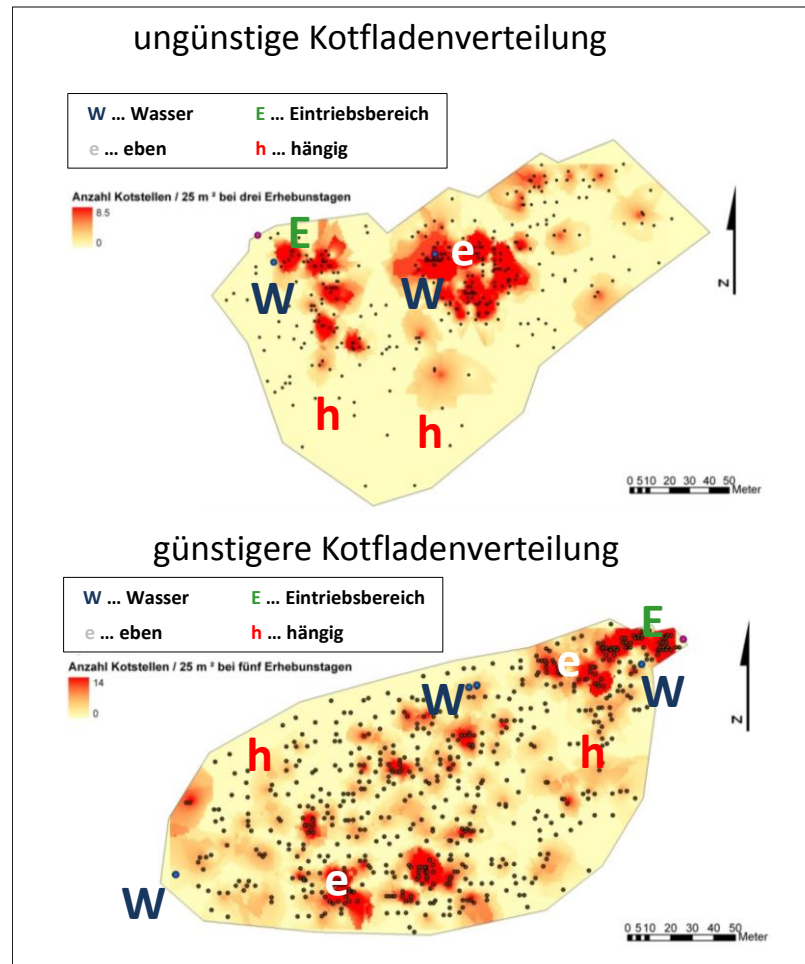 ungünstige Kotfladenverteilung
W ... Wasser E ... Eintriebsbereich
e ... eben h ... hängig
Anzahl Kotstellen / 25 m ² bei drei Erhebunstagen
8.5
0
E
W
e
W
h
h
N
0 5 10 20 30 40 50
Meter
günstigere Kotfladenverteilung
W ... Wasser E ... Eintriebsbereich
e ... eben h ... hängig
Anzahl Kotstellen / 25 m ² bei fünf Erhebunstagen
14
0
E
e
W
W
h
h
e
W
N
0 5 10 20 30 40 50
Meter